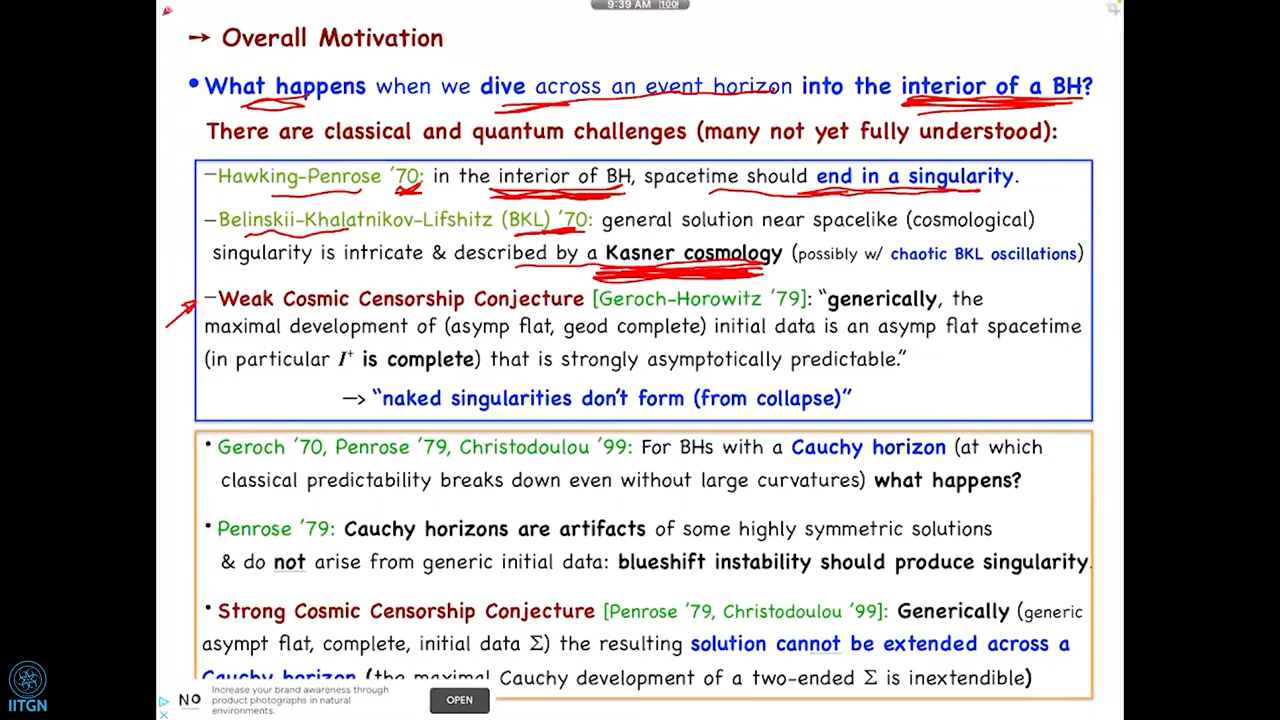 9:39 AM 100%
→ Overall Motivation
• What happens when we dive across an event horizon into the interior of a BH?
There are classical and quantum challenges (many not yet fully understood):
–Hawking-Penrose '70: in the interior of BH, spacetime should end in a singularity.
–Belinskii-Khalatnikov-Lifshitz (BKL) '70: general solution near spacelike (cosmological)
singularity is intricate & described by a Kasner cosmology (possibly w/ chaotic BKL oscillations)
–Weak Cosmic Censorship Conjecture [Geroch-Horowitz '79]: “generically, the
maximal development of (asymp flat, geod complete) initial data is an asymp flat spacetime
(in particular I⁺ is complete) that is strongly asymptotically predictable.”
—> “naked singularities don't form (from collapse)”
• Geroch '70, Penrose '79, Christodoulou '99: For BHs with a Cauchy horizon (at which
classical predictability breaks down even without large curvatures) what happens?
• Penrose '79: Cauchy horizons are artifacts of some highly symmetric solutions
& do not arise from generic initial data: blueshift instability should produce singularity.
• Strong Cosmic Censorship Conjecture [Penrose '79, Christodoulou '99]: Generically (generic
asympt flat, complete, initial data Σ) the resulting solution cannot be extended across a
Cauchy horizon (the maximal Cauchy development of a two-ended Σ is inextendible)
IITGN
Increase your brand awareness through
product photographs in natural
environments.
OPEN